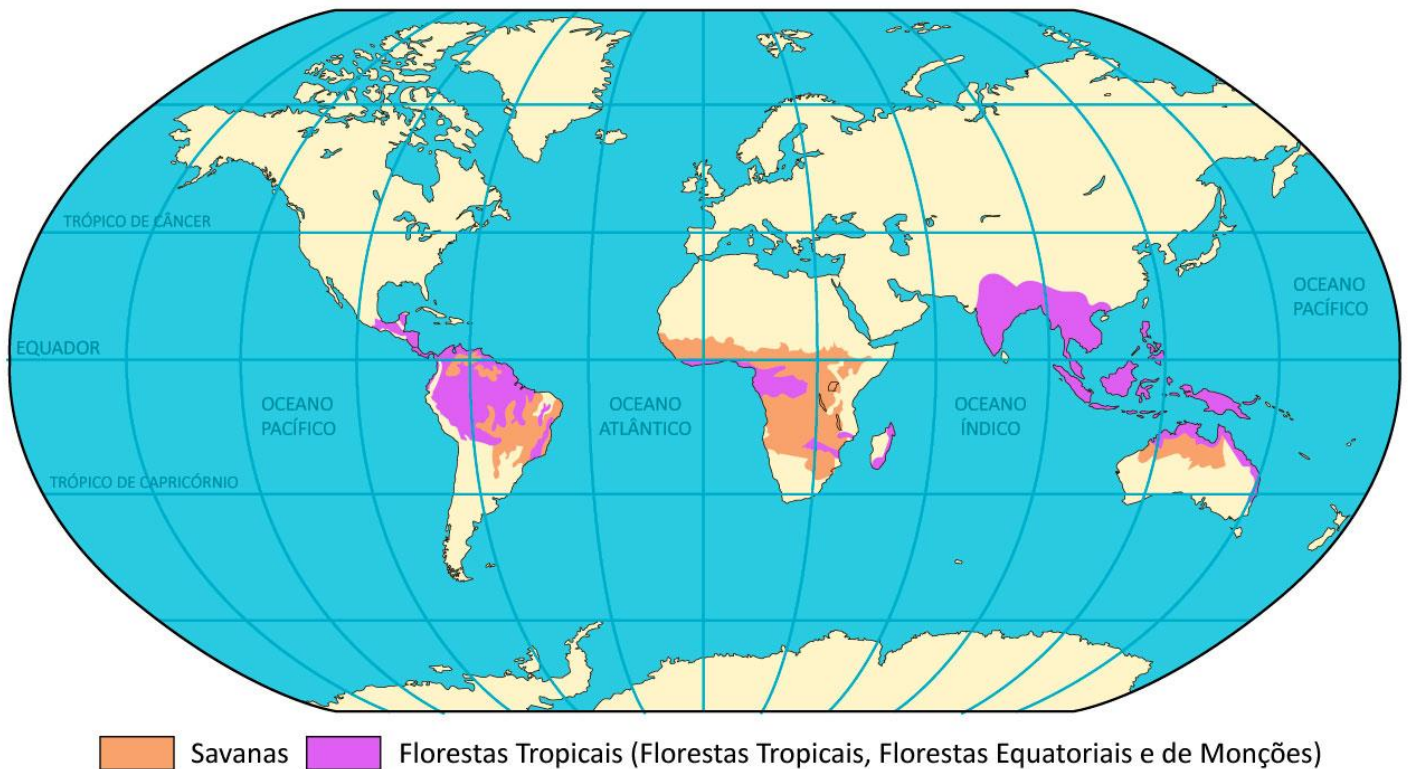 TRÓPICO DE CÂNCER
OCEANO
PACÍFICO
EQUADOR
OCEANO
PACÍFICO
OCEANO
ATLÂNTICO
OCEANO
ÍNDICO
TRÓPICO DE CAPRICÓRNIO
Savanas
Florestas Tropicais (Florestas Tropicais, Florestas Equatoriais e de Monções)